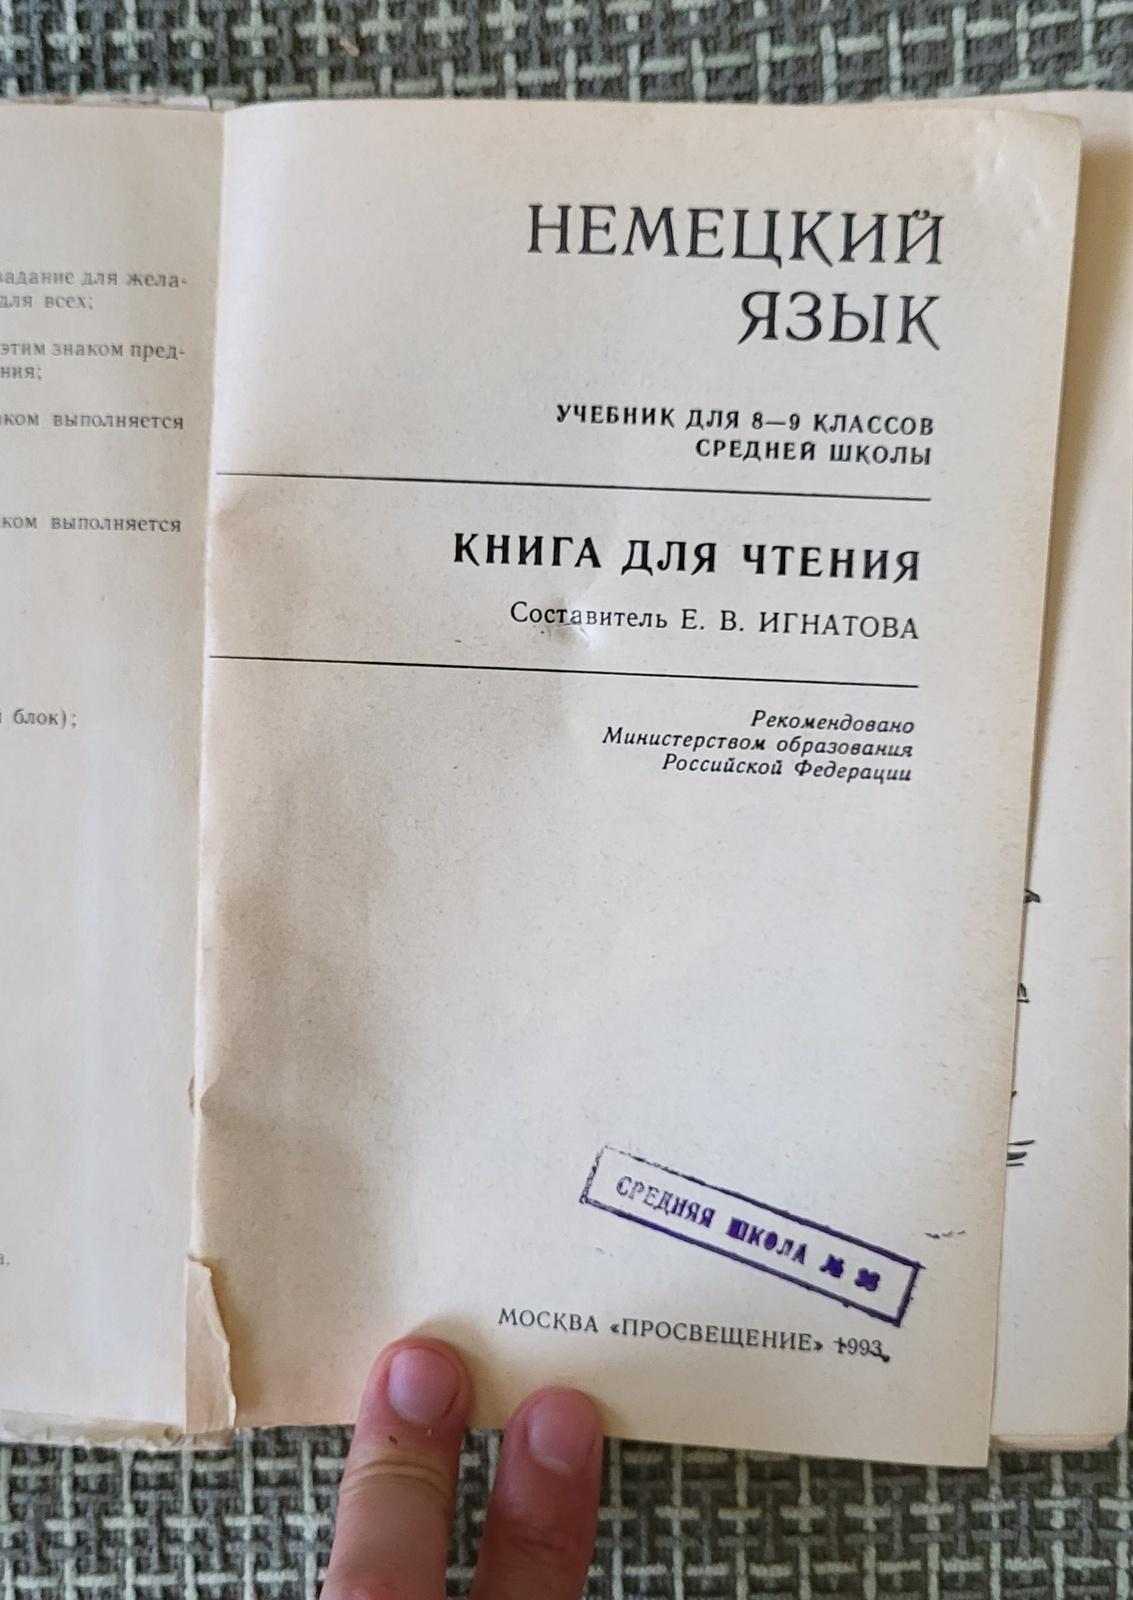 задание для жела-
для всех;
этим знаком пред-
ния;
ком выполняется
ком выполняется
блок);
НЕМЕЦКИЙ
ЯЗЫК
УЧЕБНИК ДЛЯ 8—9 КЛАССОВ
СРЕДНЕЙ ШКОЛЫ
КНИГА ДЛЯ ЧТЕНИЯ
Составитель Е. В. ИГНАТОВА
Рекомендовано
Министерством образования
Российской Федерации
СРЕДНЯЯ ШКОЛА №
МОСКВА «ПРОСВЕЩЕНИЕ» 1993